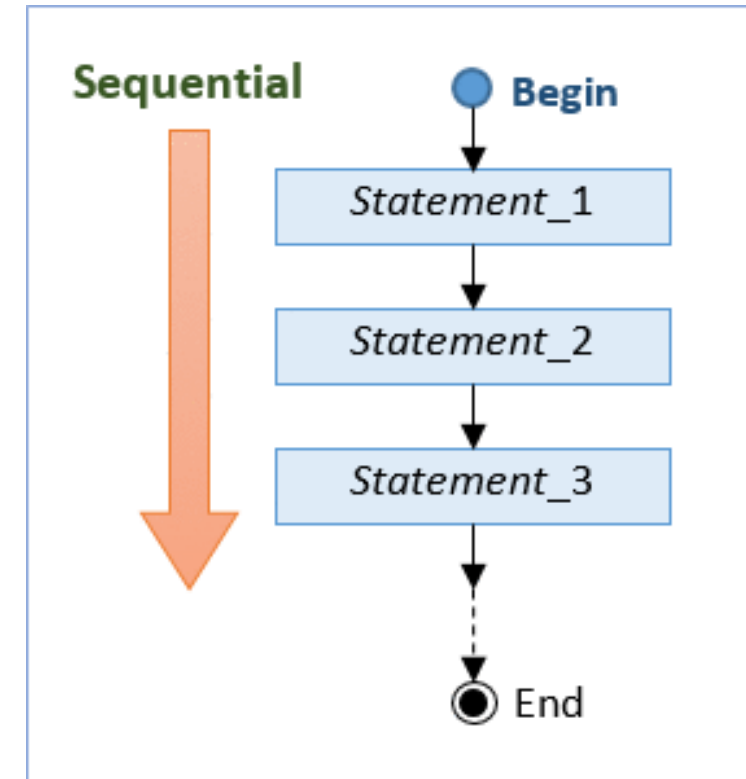 Sequential
Begin
Statement_1
Statement_2
Statement_3
End